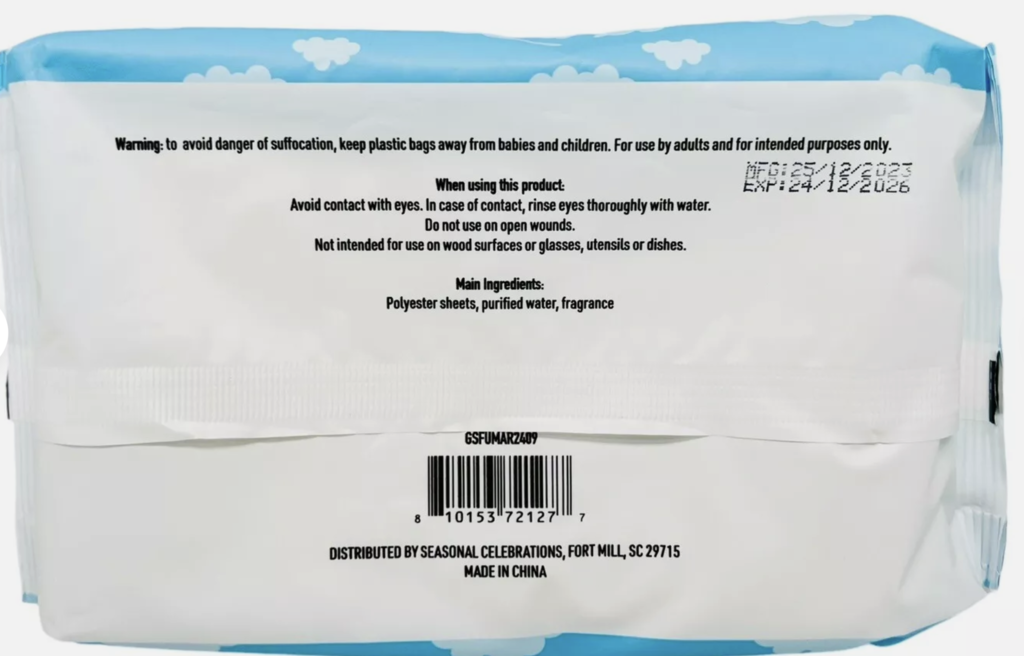 Warning: to avoid danger of suffocation, keep plastic bags away from babies and children. For use by adults and for intended purposes only.
MFG:25/12/2023
EXP:24/12/2026
When using this product:
Avoid contact with eyes. In case of contact, rinse eyes thoroughly with water.
Do not use on open wounds.
Not intended for use on wood surfaces or glasses, utensils or dishes.
Main Ingredients:
Polyester sheets, purified water, fragrance
GSFUMAR2409
8 10153 72127 7
DISTRIBUTED BY SEASONAL CELEBRATIONS, FORT MILL, SC 29715
MADE IN CHINA